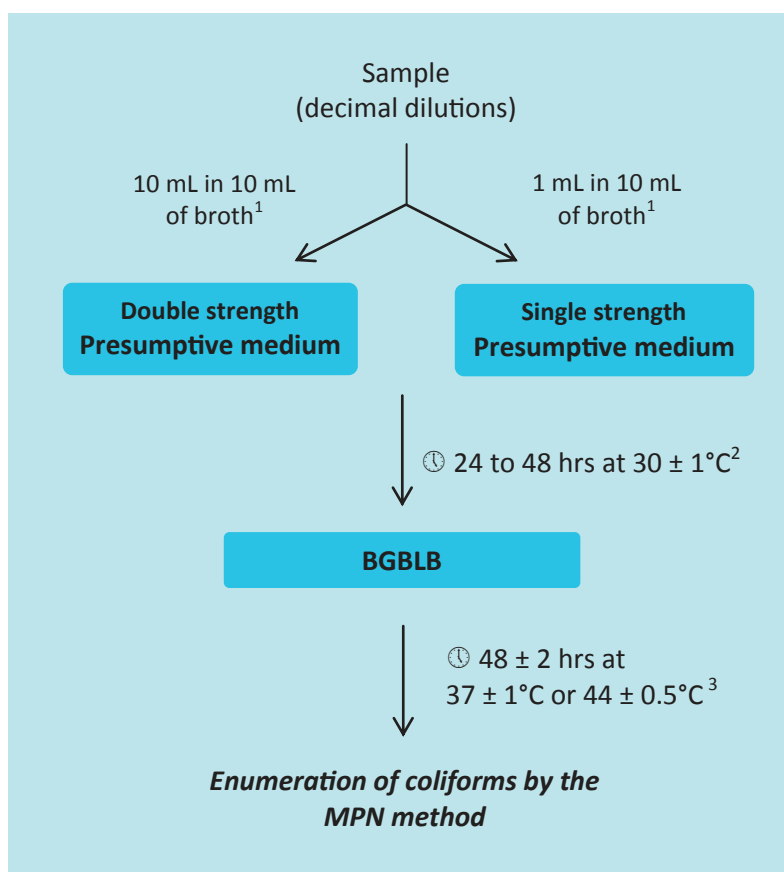 Sample
(decimal dilutions)
10 mL in 10 mL
of broth¹
1 mL in 10 mL
of broth¹
Double strength
Presumptive medium
Single strength
Presumptive medium
24 to 48 hrs at 30 ± 1°C²
BGBLB
48 ± 2 hrs at
37 ± 1°C or 44 ± 0.5°C ³
Enumeration of coliforms by the
MPN method